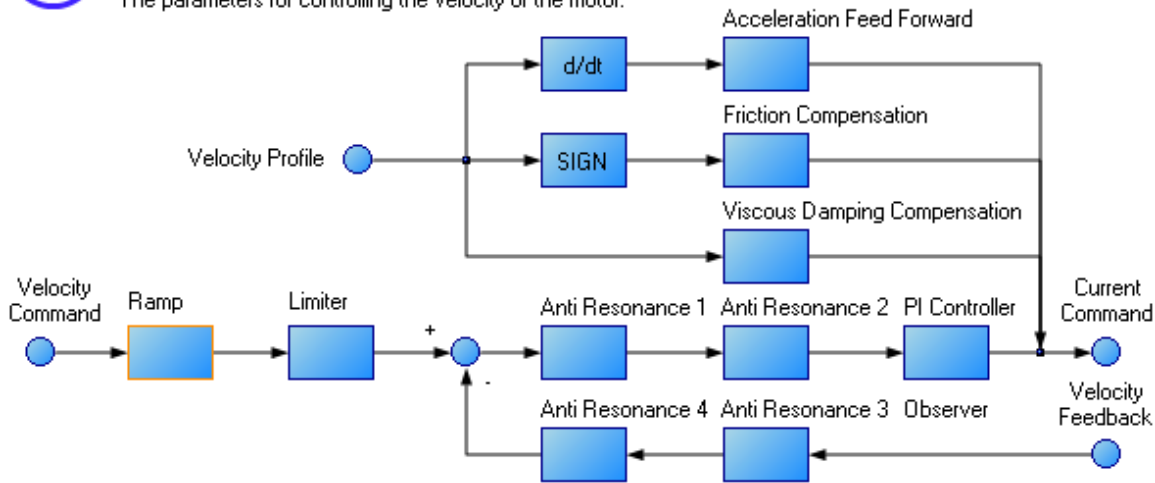 The parameters for controlling the velocity of the motor.
Acceleration Feed Forward
d/dt
Friction Compensation
Velocity Profile
SIGN
Viscous Damping Compensation
Velocity
Command
Ramp
Limiter
+
Anti Resonance 1
Anti Resonance 2
PI Controller
Current
Command
-
Anti Resonance 4
Anti Resonance 3
Observer
Velocity
Feedback